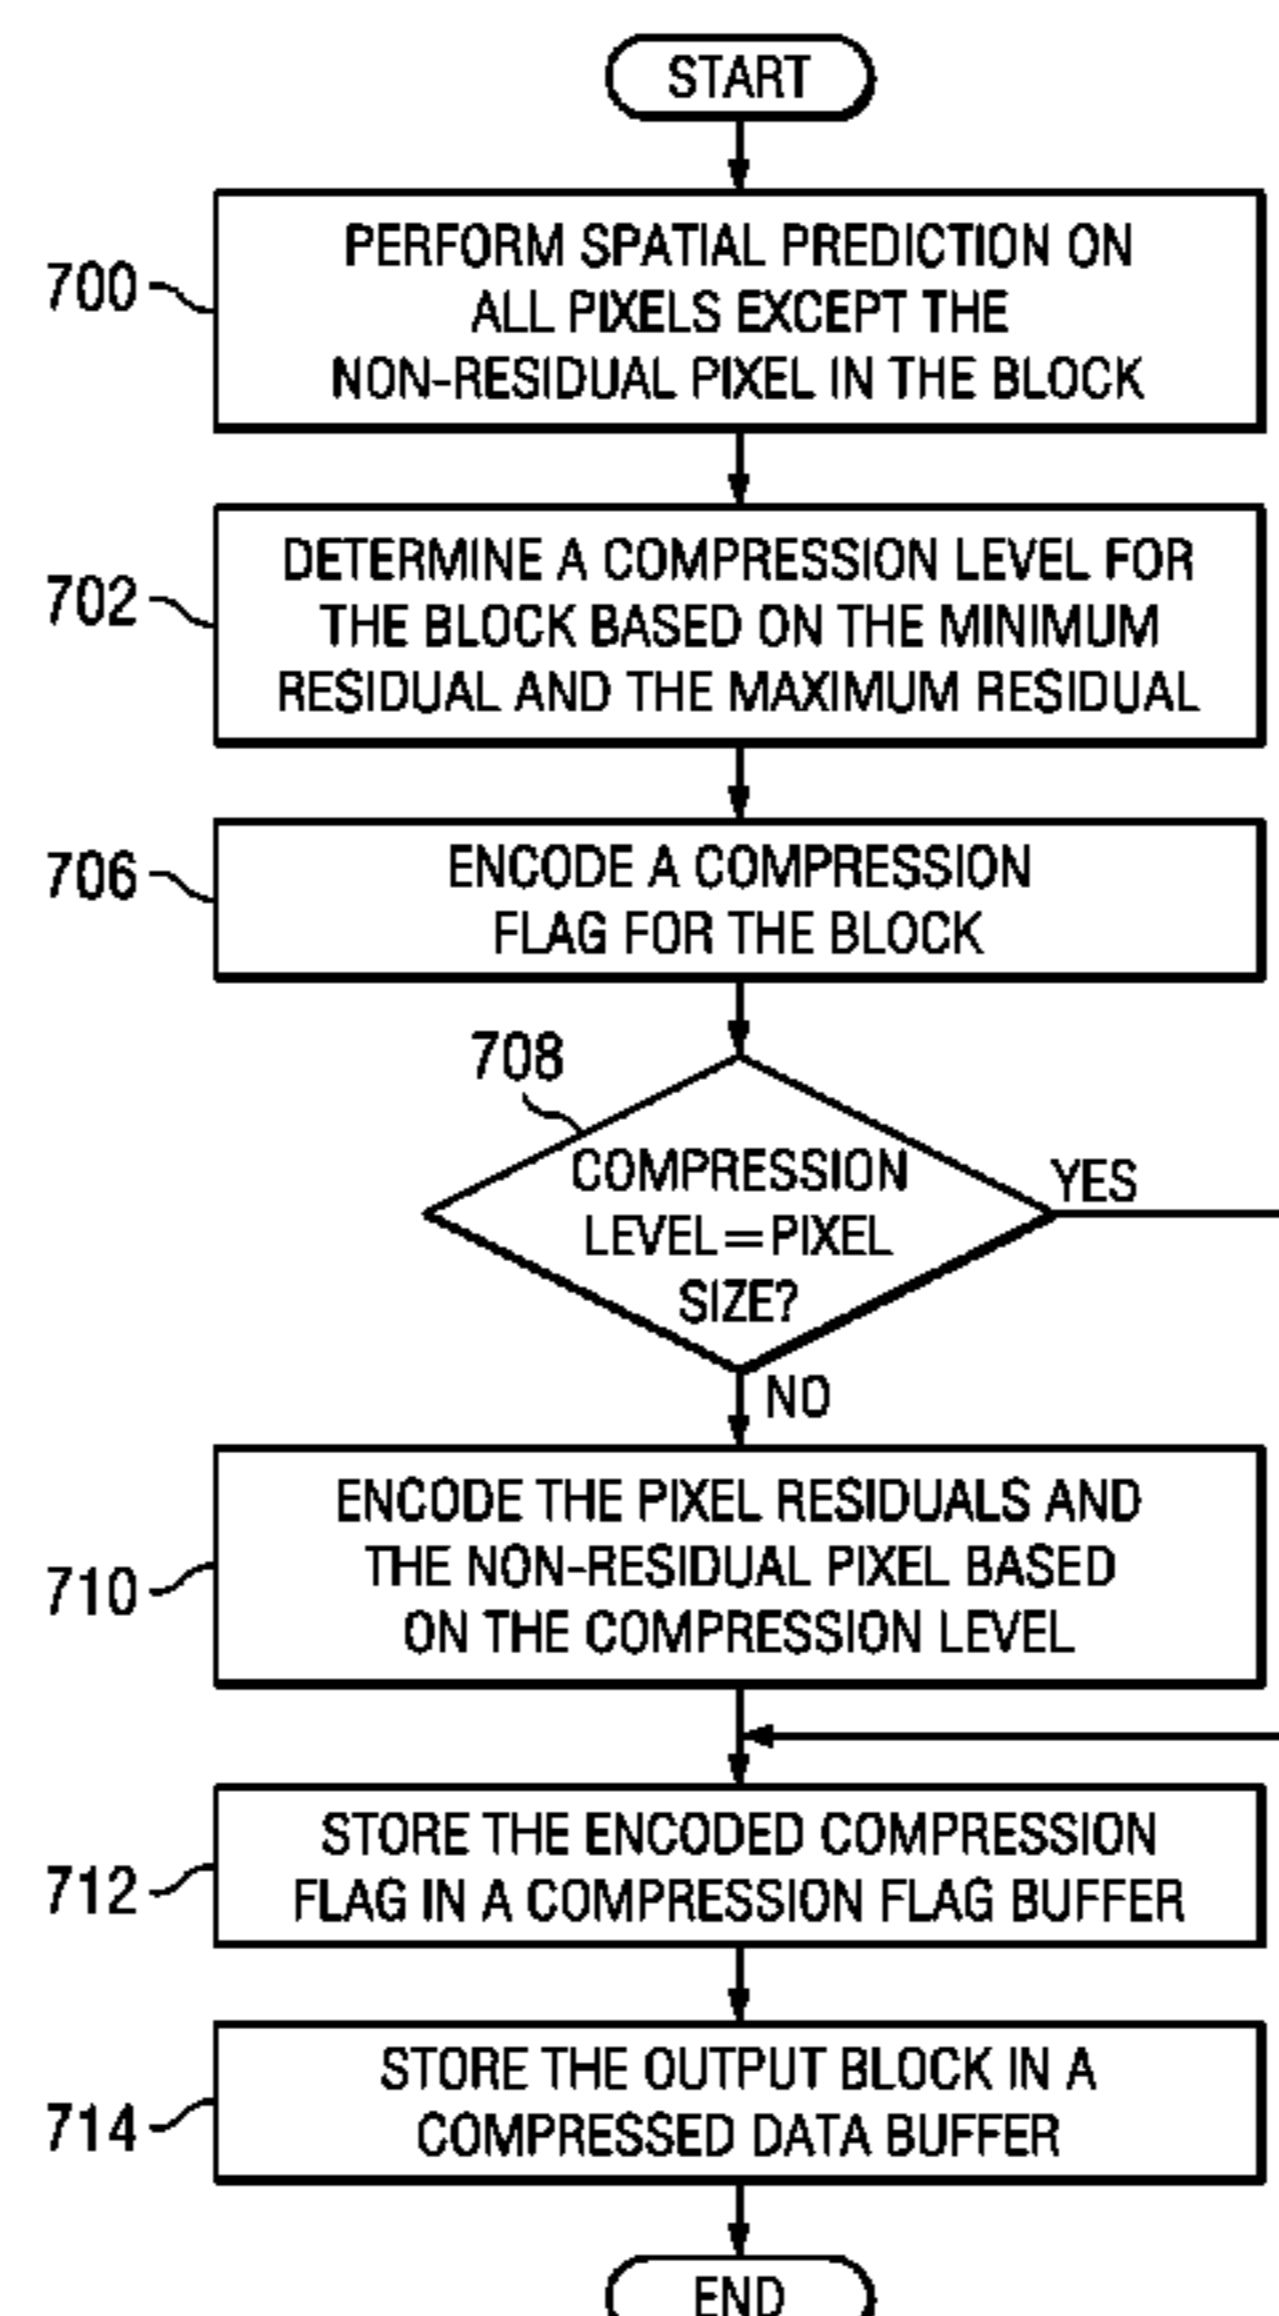 START
700
PERFORM SPATIAL PREDICTION ON
ALL PIXELS EXCEPT THE
NON-RESIDUAL PIXEL IN THE BLOCK
702
DETERMINE A COMPRESSION LEVEL FOR
THE BLOCK BASED ON THE MINIMUM
RESIDUAL AND THE MAXIMUM RESIDUAL
706
ENCODE A COMPRESSION
FLAG FOR THE BLOCK
708
COMPRESSION
LEVEL=PIXEL
SIZE?
YES
NO
710
ENCODE THE PIXEL RESIDUALS AND
THE NON-RESIDUAL PIXEL BASED
ON THE COMPRESSION LEVEL
712
STORE THE ENCODED COMPRESSION
FLAG IN A COMPRESSION FLAG BUFFER
714
STORE THE OUTPUT BLOCK IN A
COMPRESSED DATA BUFFER
END